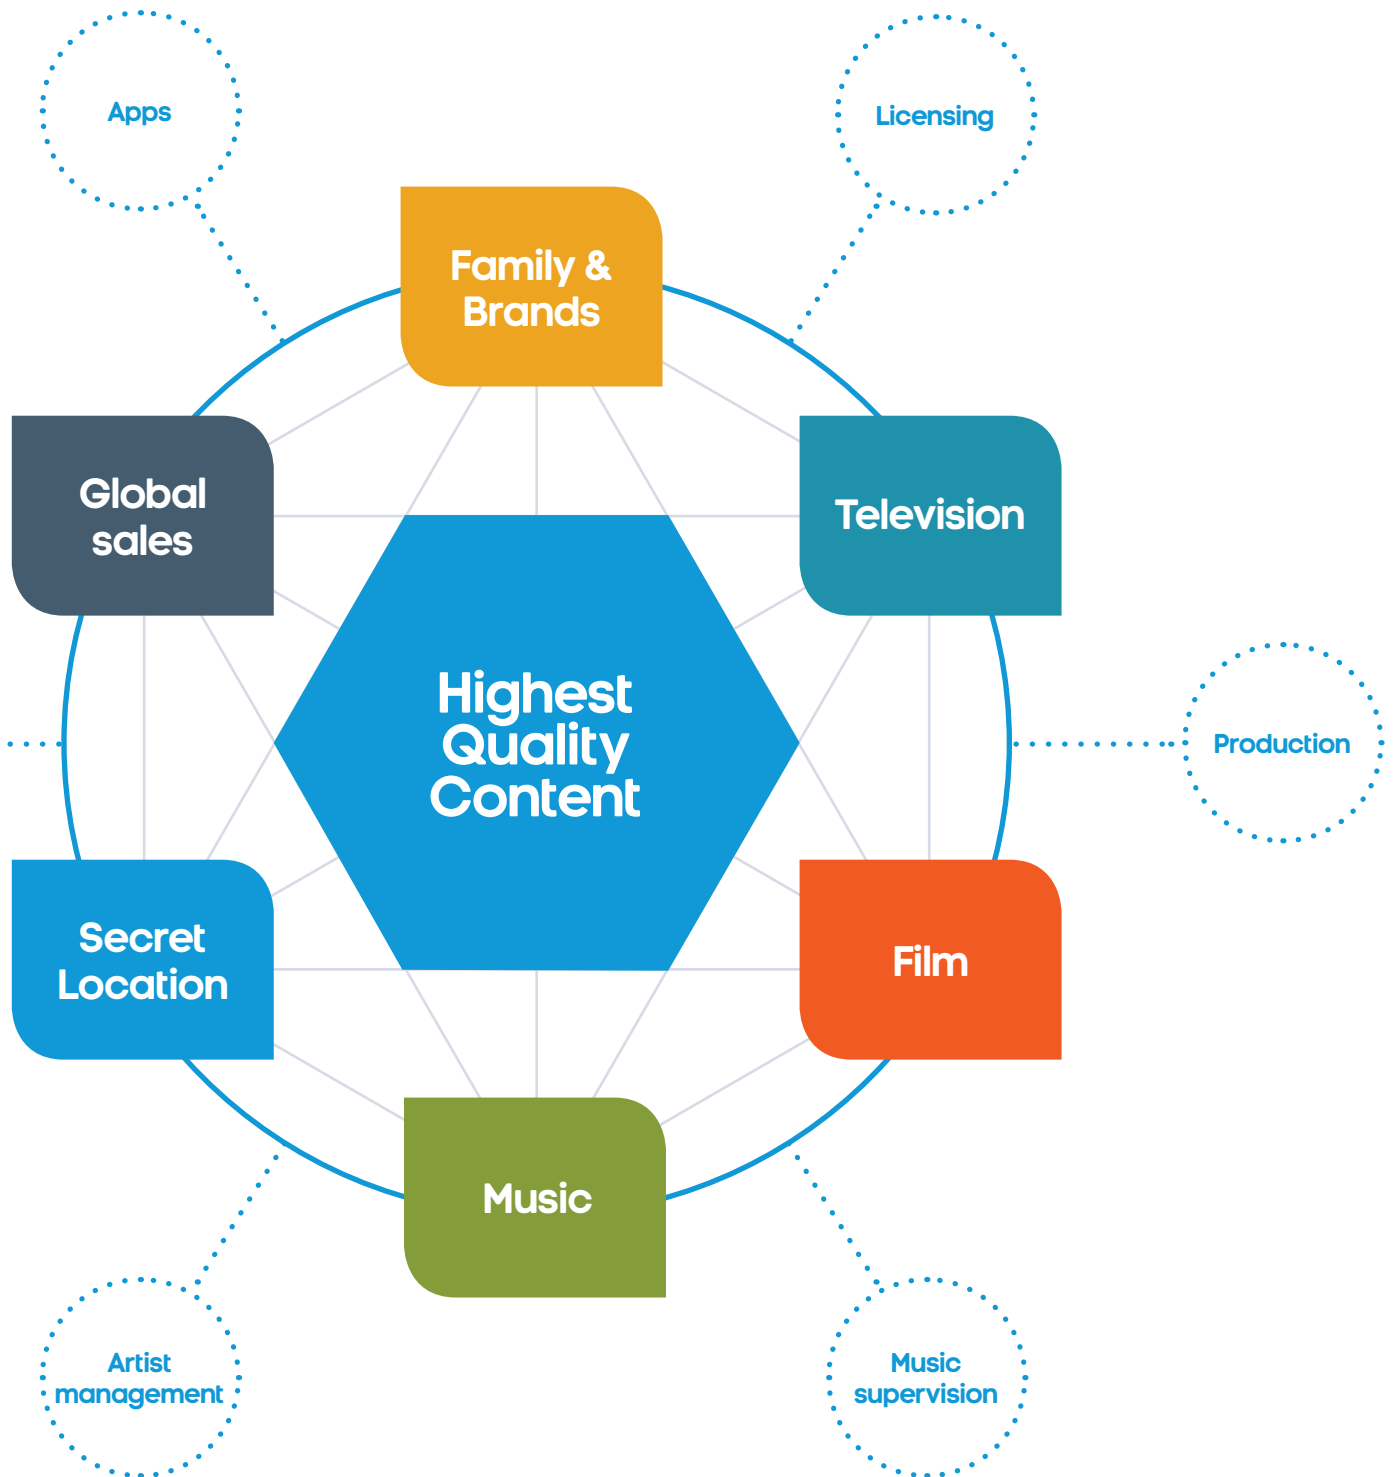 Apps
Licensing
Family &
Brands
Global
sales
Television
Highest
Quality
Content
Production
Secret
Location
Film
Music
Artist
management
Music
supervision